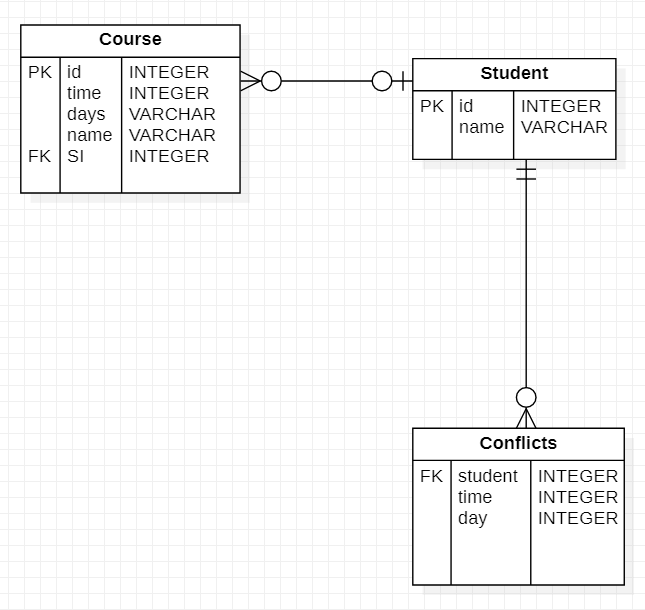 Course
PK id INTEGER
time INTEGER
days VARCHAR
name VARCHAR
FK SI INTEGER
Student
PK id INTEGER
name VARCHAR
Conflicts
FK student INTEGER
time INTEGER
day INTEGER